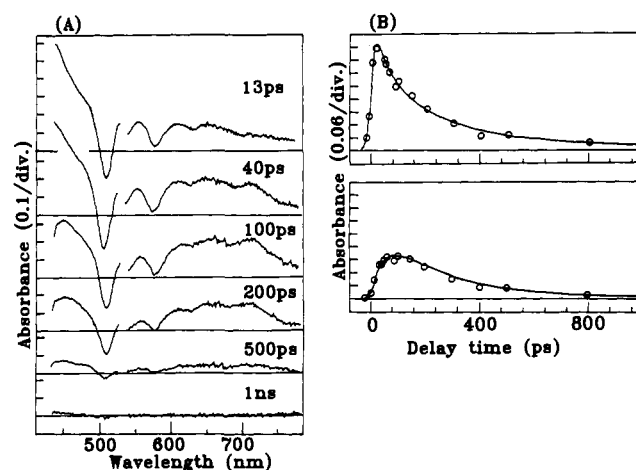 (A)
13ps
40ps
100ps
200ps
500ps
1ns
Absorbance (0.1/div.)
500 600 700
Wavelength (nm)
(B)
Absorbance (0.06/div.)
0 400 800
Delay time (ps)